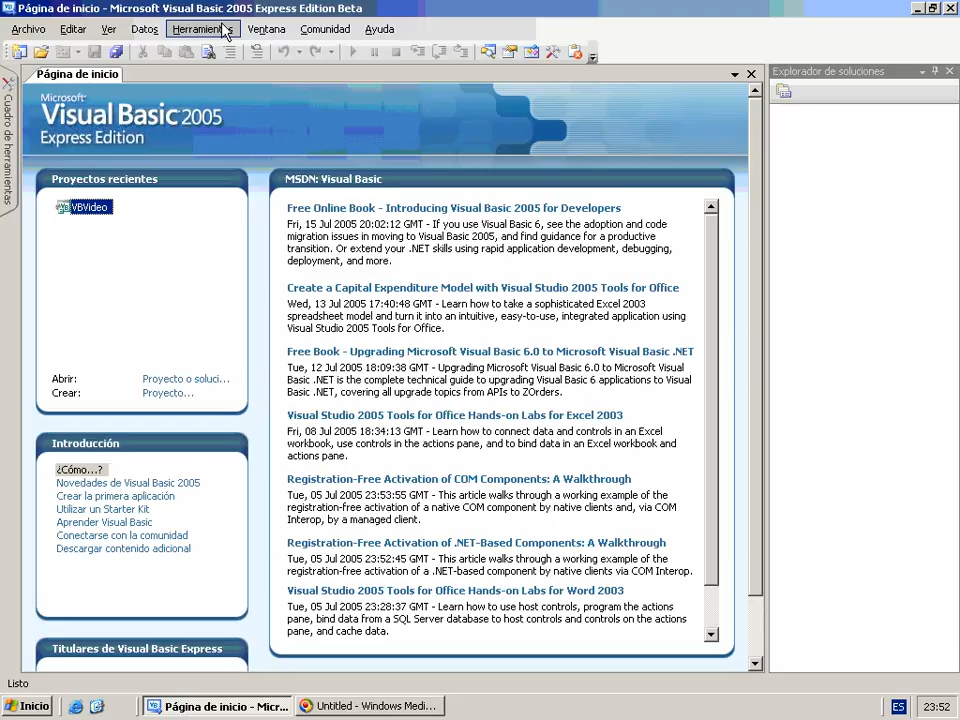 Página de inicio - Microsoft Visual Basic 2005 Express Edition Beta
Archivo Editar Ver Datos Herramientas Ventana Comunidad Ayuda
Página de inicio
Explorador de soluciones
Cuadro de herramientas
Microsoft
Visual Basic 2005
Express Edition
Proyectos recientes
VBVideo
Abrir: Proyecto o soluci...
Crear: Proyecto...
Introducción
¿Cómo...?
Novedades de Visual Basic 2005
Crear la primera aplicación
Utilizar un Starter Kit
Aprender Visual Basic
Conectarse con la comunidad
Descargar contenido adicional
Titulares de Visual Basic Express
MSDN: Visual Basic
Free Online Book - Introducing Visual Basic 2005 for Developers
Fri, 15 Jul 2005 20:02:12 GMT - If you use Visual Basic 6, see the adoption and code
migration issues in moving to Visual Basic 2005, and find guidance for a productive
transition. Or extend your .NET skills using rapid application development, debugging,
deployment, and more.
Create a Capital Expenditure Model with Visual Studio 2005 Tools for Office
Wed, 13 Jul 2005 17:40:48 GMT - Learn how to take a sophisticated Excel 2003
spreadsheet model and turn it into an intuitive, easy-to-use, integrated application using
Visual Studio 2005 Tools for Office.
Free Book - Upgrading Microsoft Visual Basic 6.0 to Microsoft Visual Basic .NET
Tue, 12 Jul 2005 18:09:38 GMT - Upgrading Microsoft Visual Basic 6.0 to Microsoft Visual
Basic .NET is the complete technical guide to upgrading Visual Basic 6 applications to Visual
Basic .NET, covering all upgrade topics from APIs to ZOrders.
Visual Studio 2005 Tools for Office Hands-on Labs for Excel 2003
Fri, 08 Jul 2005 18:34:13 GMT - Learn how to connect data and controls in an Excel
workbook, use controls in the actions pane, and to bind data in an Excel workbook and
actions pane.
Registration-Free Activation of COM Components: A Walkthrough
Tue, 05 Jul 2005 23:53:55 GMT - This article walks through a working example of the
registration-free activation of a native COM component by native clients and, via COM
Interop, by a managed client.
Registration-Free Activation of .NET-Based Components: A Walkthrough
Tue, 05 Jul 2005 23:52:45 GMT - This article walks through a working example of the
registration-free activation of a .NET-based component by native clients via COM Interop.
Visual Studio 2005 Tools for Office Hands-on Labs for Word 2003
Tue, 05 Jul 2005 23:28:37 GMT - Learn how to use host controls, program the actions
pane, bind data from a SQL Server database to host controls and controls on the actions
pane, and cache data.
Listo
Inicio Página de inicio - Micr... Untitled - Windows Medi... ES 23:52